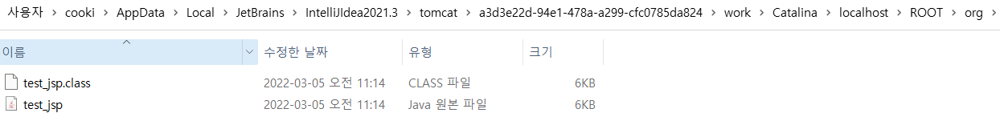 사용자 > cooki > AppData > Local > JetBrains > IntelliJIdea2021.3 > tomcat > a3d3e22d-94e1-478a-a299-cfc0785da824 > work > Catalina > localhost > ROOT > org >
이름 수정한 날짜 유형 크기
test_jsp.class 2022-03-05 오전 11:14 CLASS 파일 6KB
test_jsp 2022-03-05 오전 11:14 Java 원본 파일 6KB